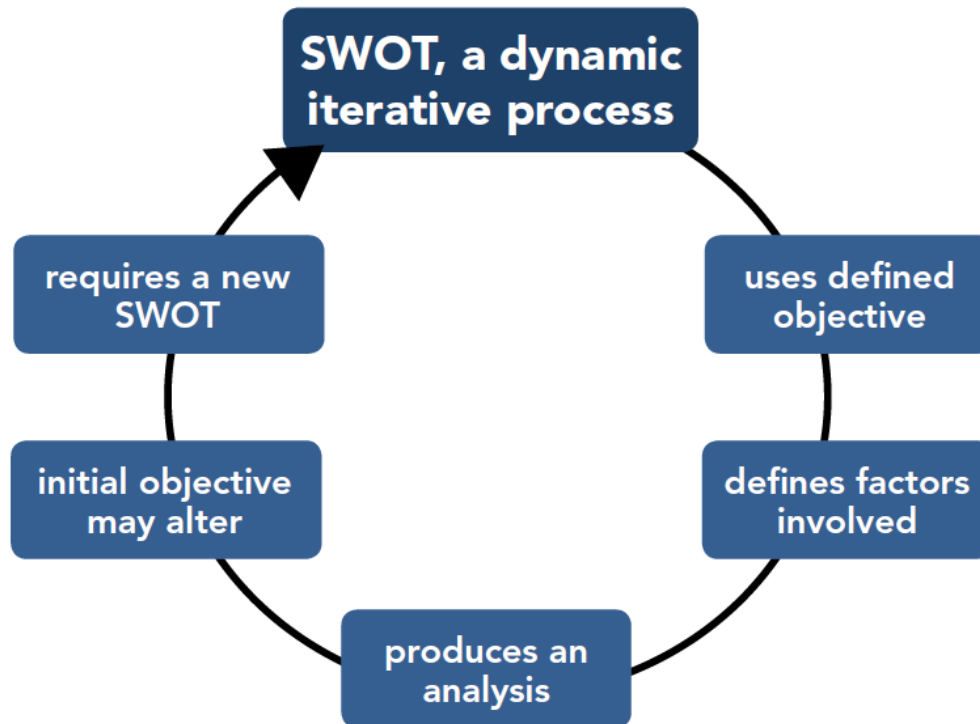 SWOT, a dynamic
iterative process
uses defined
objective
defines factors
involved
produces an
analysis
initial objective
may alter
requires a new
SWOT